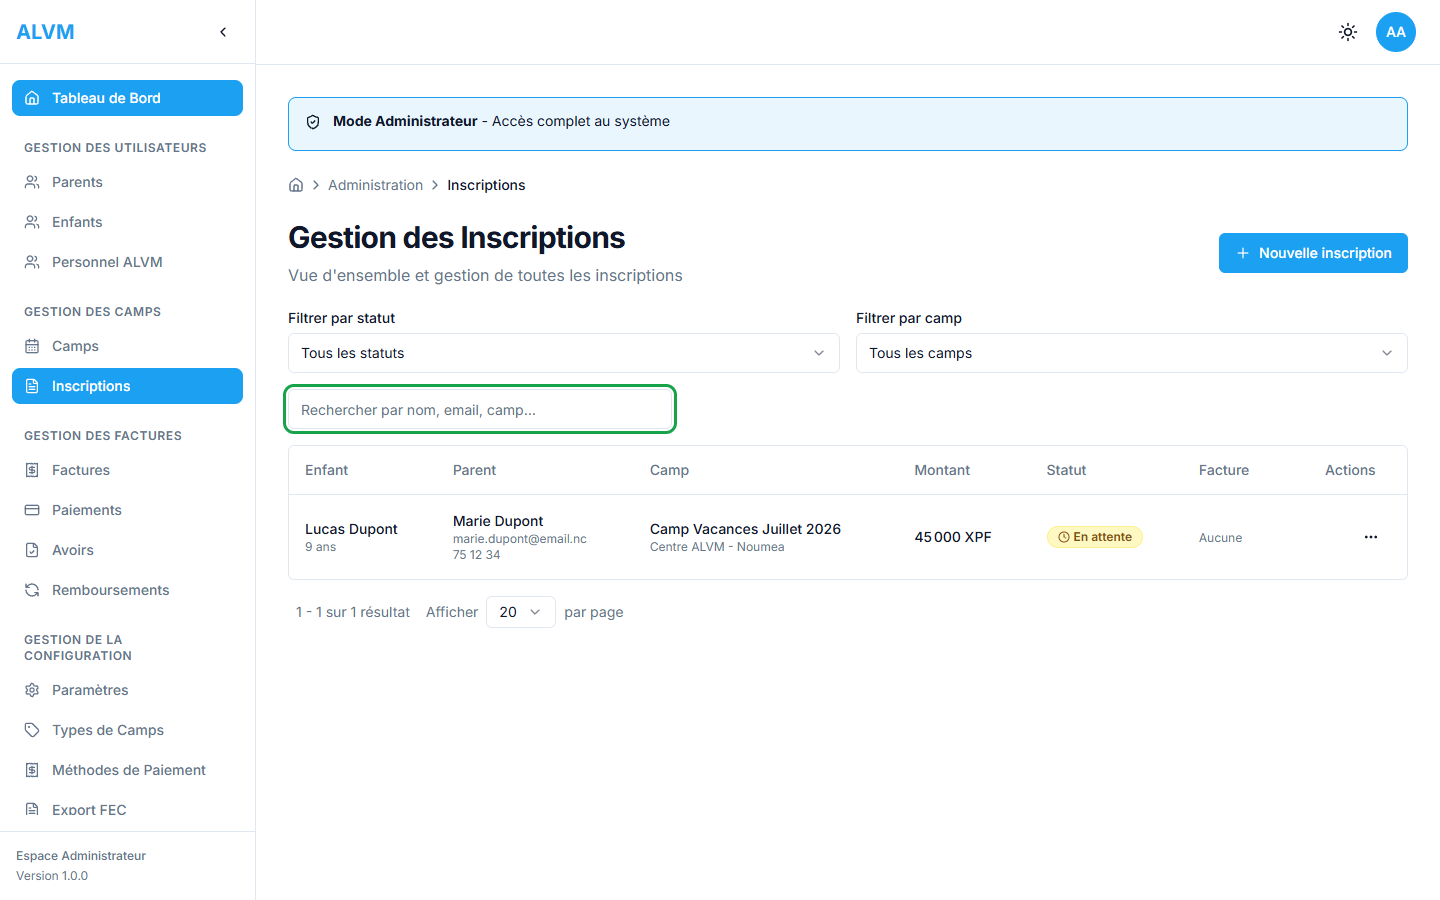 ALVM
AA
Tableau de Bord
GESTION DES UTILISATEURS
Parents
Enfants
Personnel ALVM
GESTION DES CAMPS
Camps
Inscriptions
GESTION DES FACTURES
Factures
Paiements
Avoirs
Remboursements
GESTION DE LA
CONFIGURATION
Paramètres
Types de Camps
Méthodes de Paiement
Export FEC
Espace Administrateur
Version 1.0.0
Mode Administrateur - Accès complet au système
Administration
Inscriptions
Gestion des Inscriptions
Vue d'ensemble et gestion de toutes les inscriptions
Nouvelle inscription
Filtrer par statut
Filtrer par camp
Tous les statuts
Tous les camps
Rechercher par nom, email, camp...
Enfant Parent Camp Montant Statut Facture Actions
Lucas Dupont
9 ans
Marie Dupont
marie.dupont@email.nc
75 12 34
Camp Vacances Juillet 2026
Centre ALVM - Noumea
45 000 XPF
En attente
Aucune
1 - 1 sur 1 résultat Afficher 20 par page